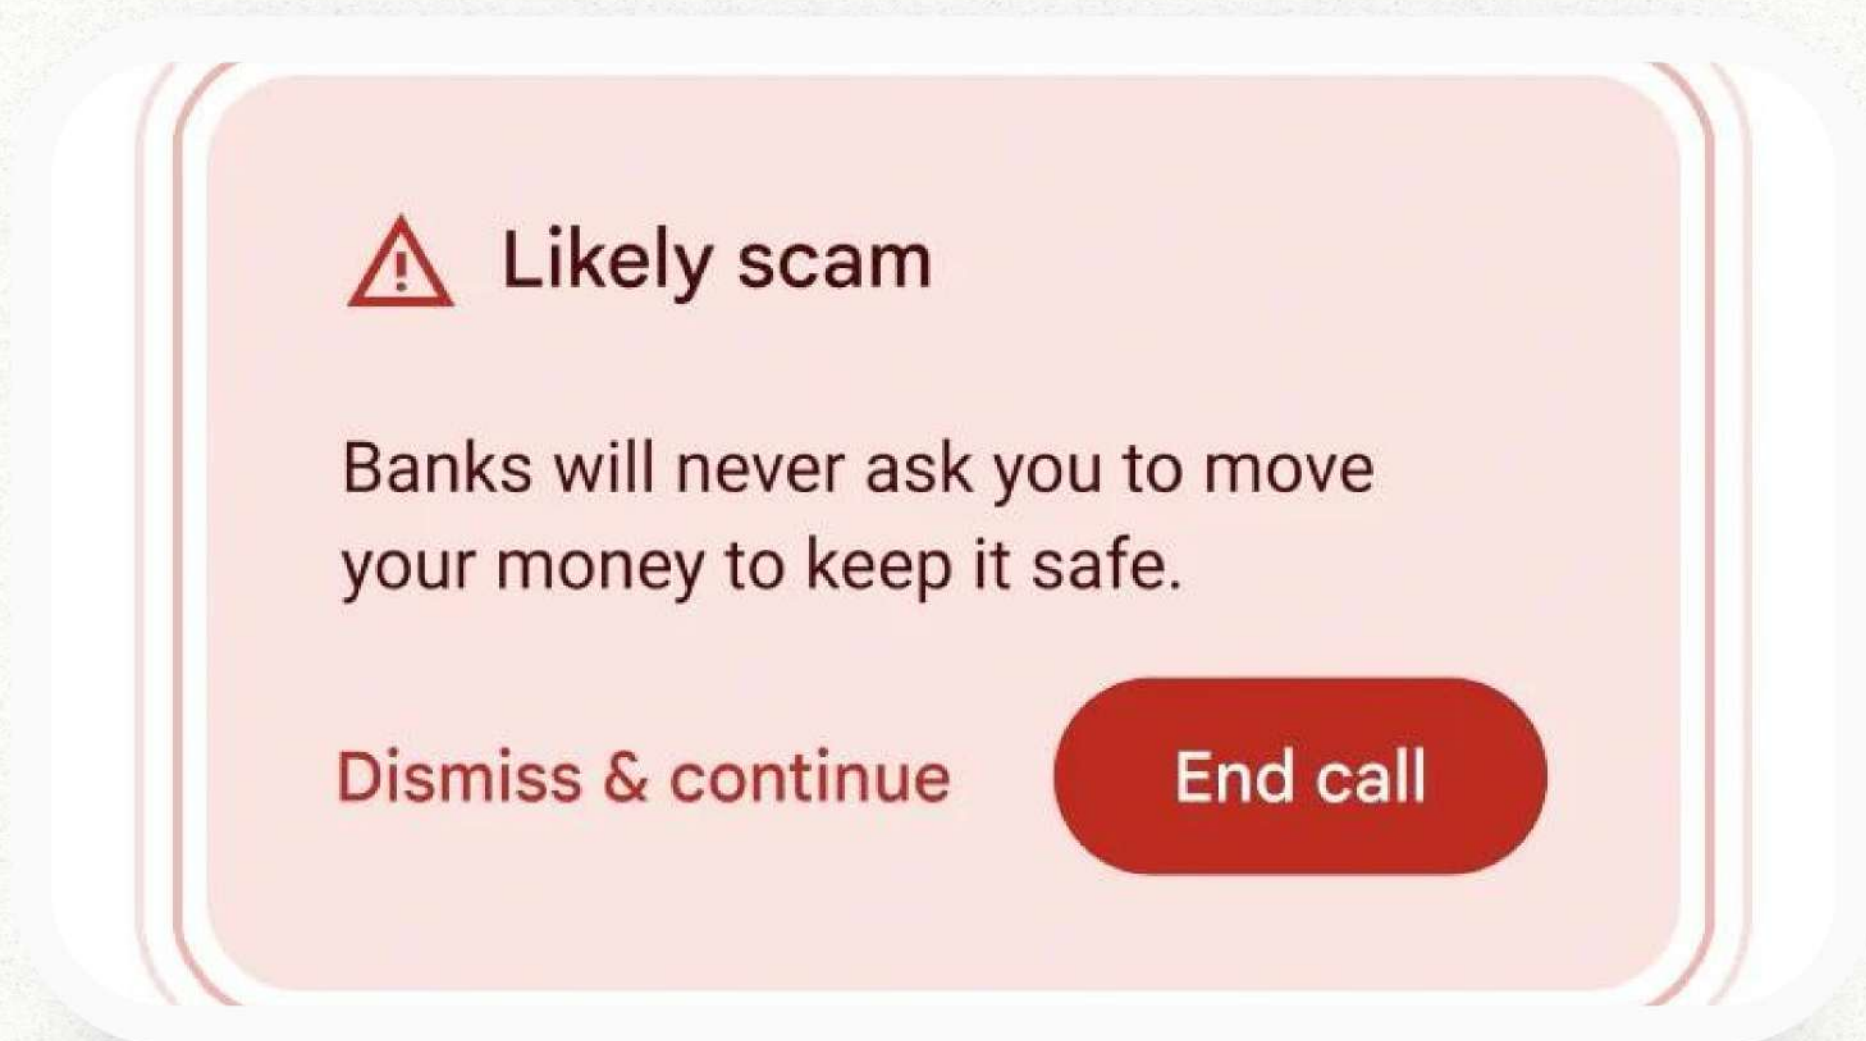 Likely scam
Banks will never ask you to move
your money to keep it safe.
Dismiss & continue
End call